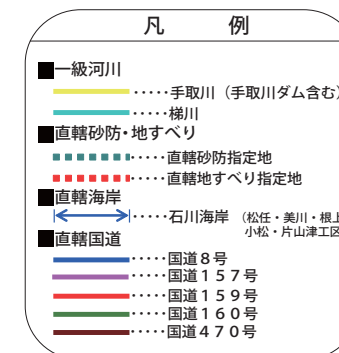 凡　例
■一級河川
·····手取川（手取川ダム含む）
·····梯川
■直轄砂防・地すべり
·····直轄砂防指定地
·····直轄地すべり指定地
■直轄海岸
·····石川海岸 （松任・美川・根上
小松・片山津工区
■直轄国道
·····国道８号
·····国道１５７号
·····国道１５９号
·····国道１６０号
·····国道４７０号